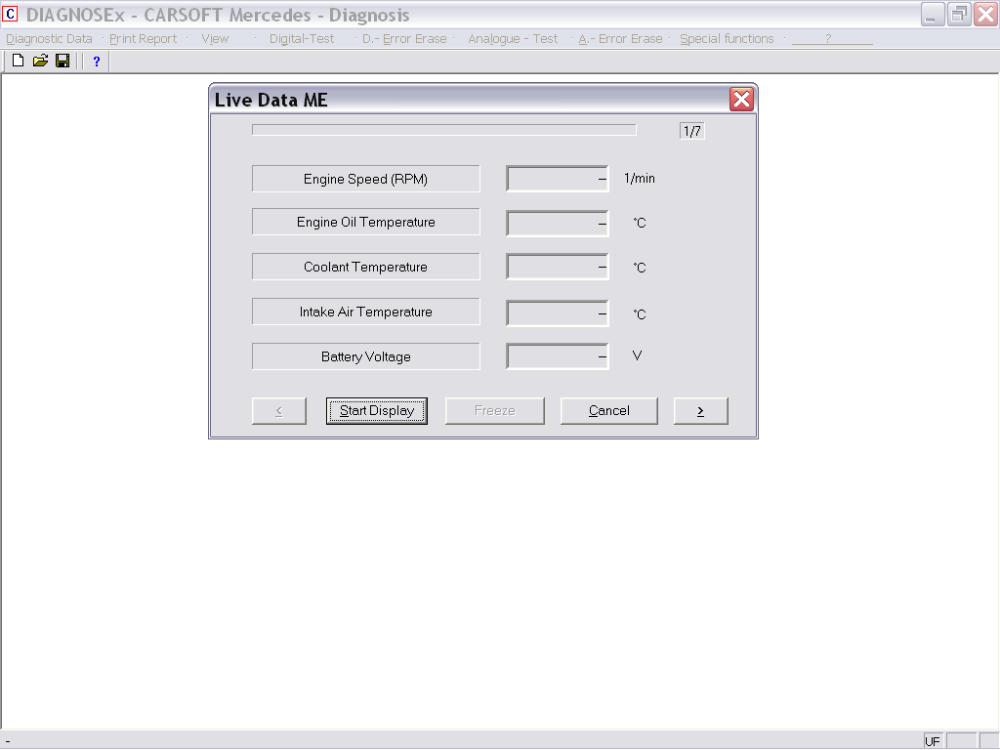 C DIAGNOSEx - CARSOFT Mercedes - Diagnosis
Diagnostic Data - Print Report - View - Digital-Test - D.- Error Erase - Analogue - Test - A.- Error Erase - Special functions - ?
?
Live Data ME
1/7
Engine Speed (RPM) – 1/min
Engine Oil Temperature – °C
Coolant Temperature – °C
Intake Air Temperature – °C
Battery Voltage – V
< Start Display Freeze Cancel >
- UF